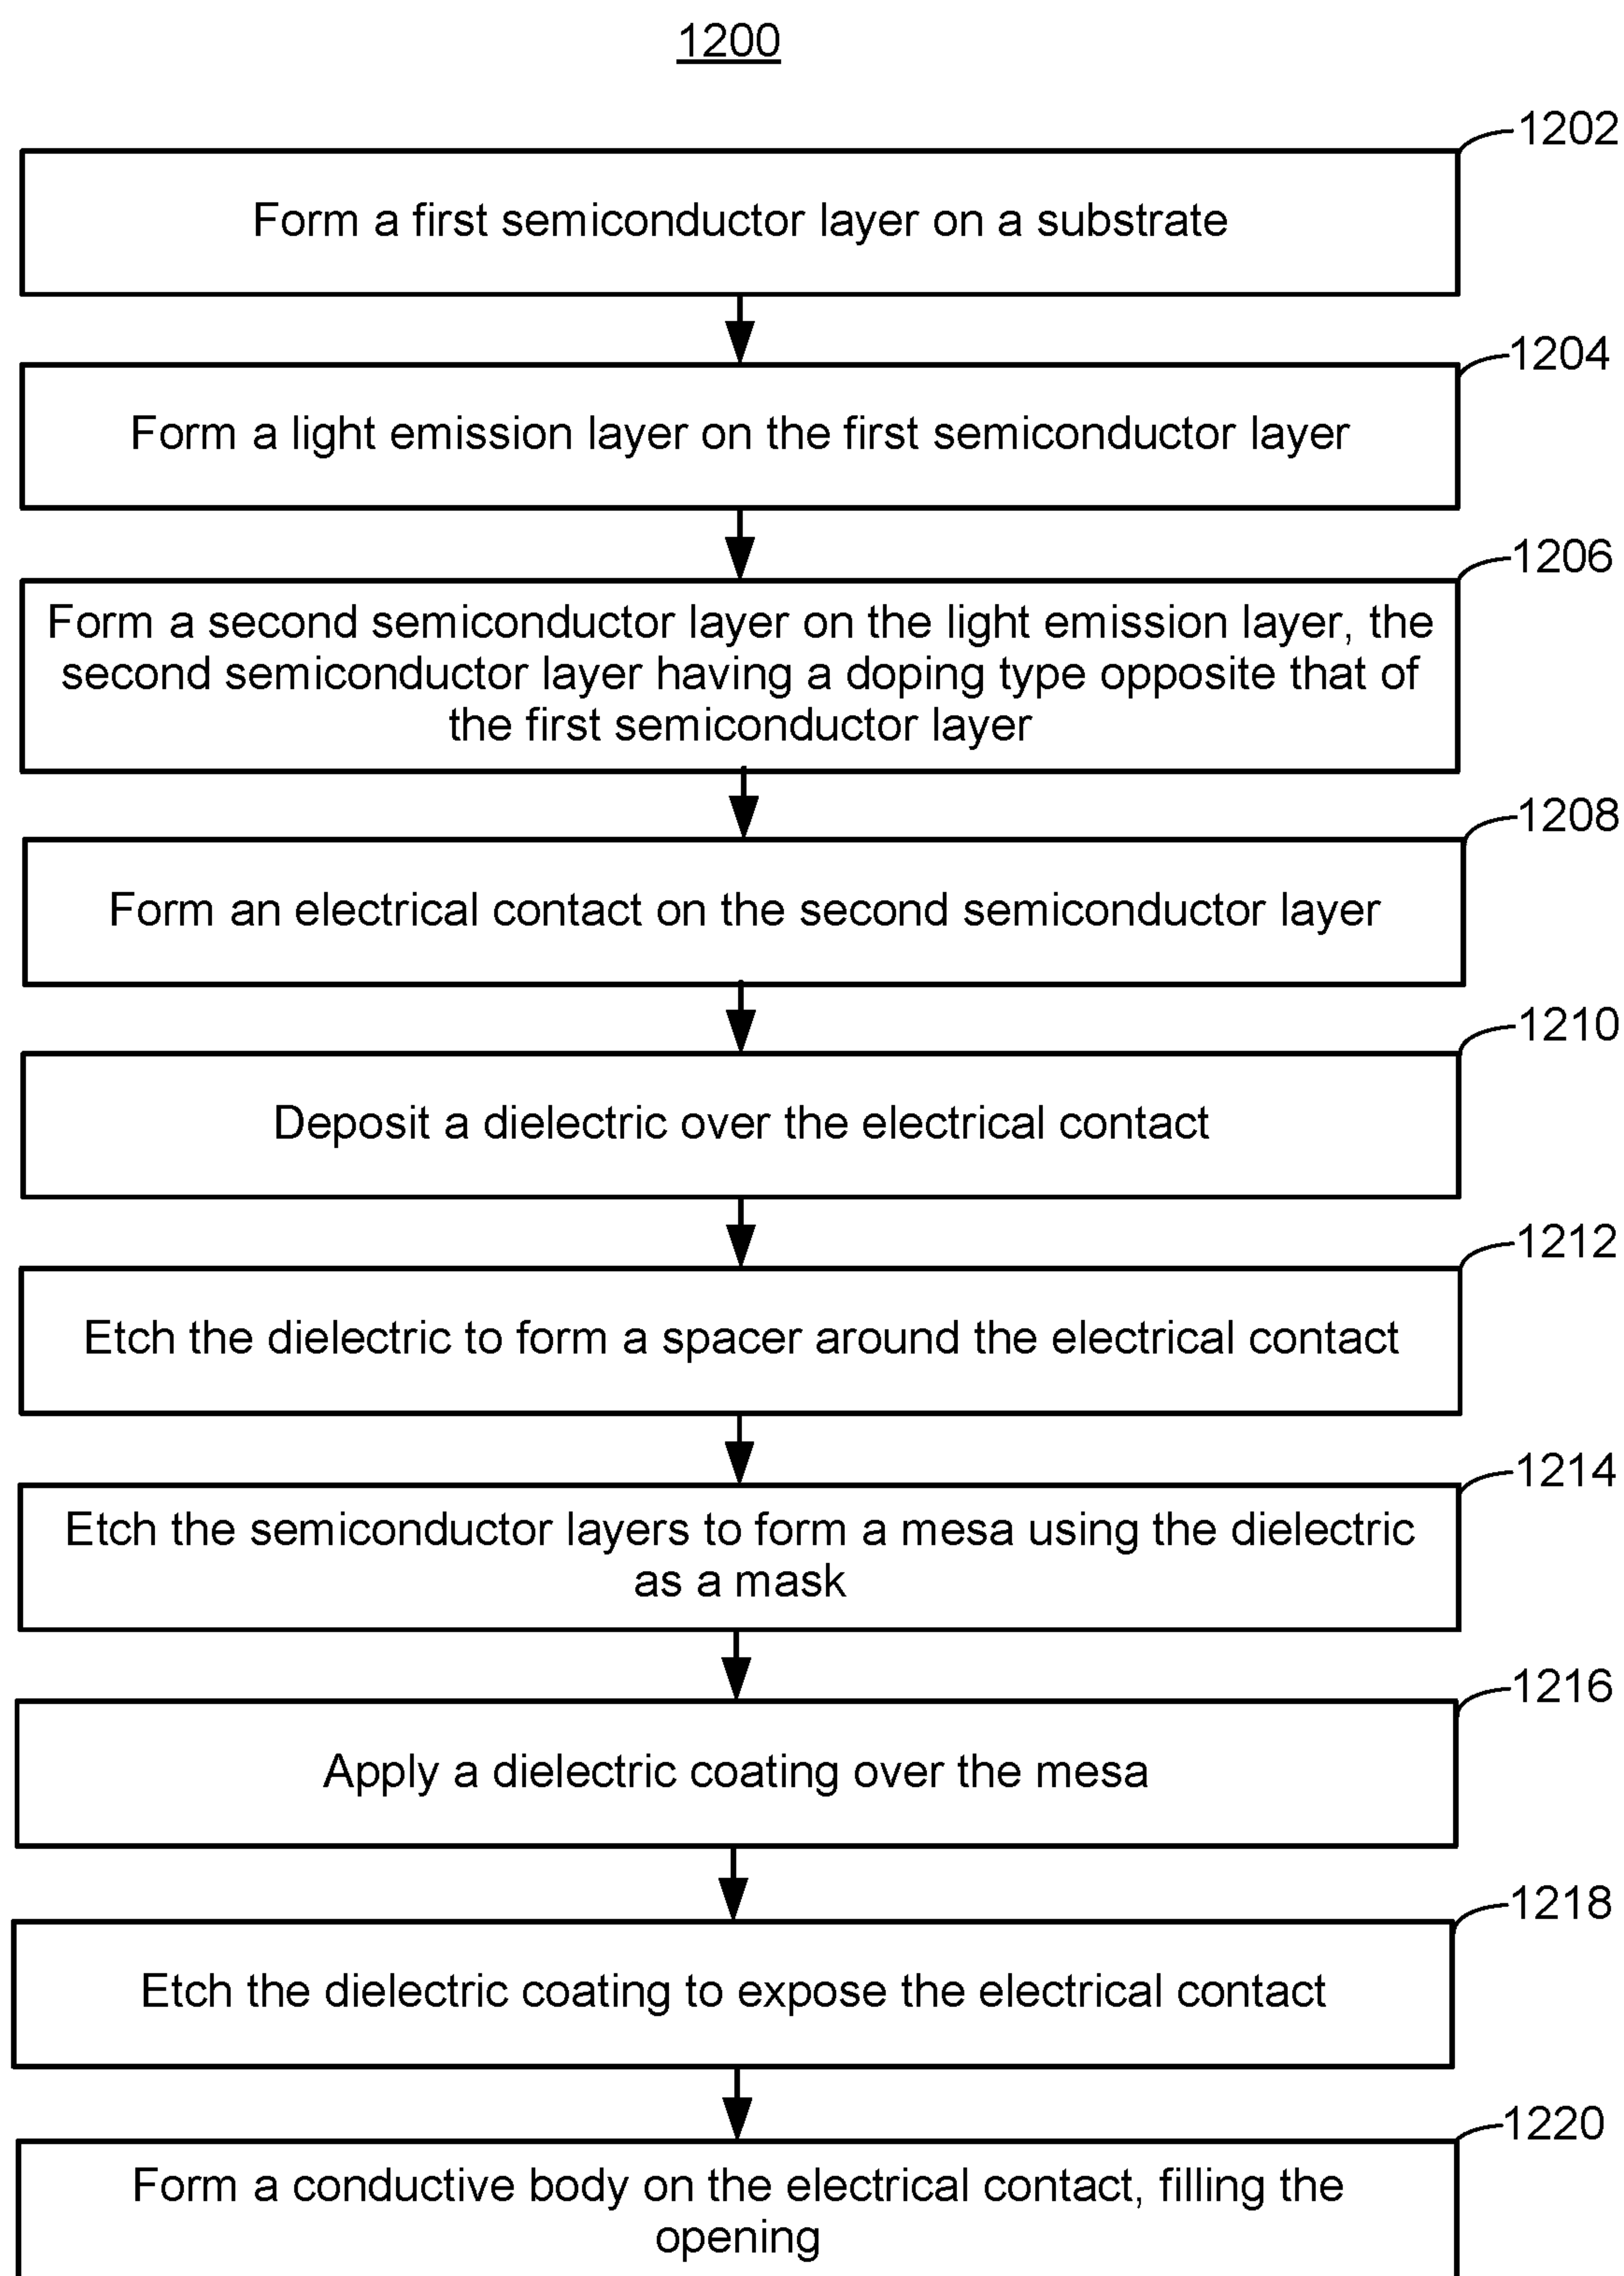 1200
1202
Form a first semiconductor layer on a substrate
1204
Form a light emission layer on the first semiconductor layer
1206
Form a second semiconductor layer on the light emission layer, the
second semiconductor layer having a doping type opposite that of
the first semiconductor layer
1208
Form an electrical contact on the second semiconductor layer
1210
Deposit a dielectric over the electrical contact
1212
Etch the dielectric to form a spacer around the electrical contact
1214
Etch the semiconductor layers to form a mesa using the dielectric
as a mask
1216
Apply a dielectric coating over the mesa
1218
Etch the dielectric coating to expose the electrical contact
1220
Form a conductive body on the electrical contact, filling the
opening